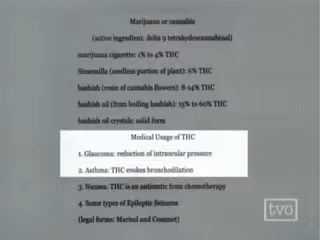 Marijuana or cannabis
(active ingredient: delta 9 tetrahydrocannabinal)
marijuana cigarette: 1% to 4% THC
Sinsemilla (seedless portion of plant): 6% THC
hashish (resin of cannabis flowers): 8-14% THC
hashish oil (from boiling hashish): 15% to 60% THC
hashish oil crystals: solid form
Medical Usage of THC
1. Glaucoma: reduction of intraocular pressure
2. Asthma: THC evokes bronchodilation
3. Nausea: THC is an antiemetic from chemotherapy
4. Some types of Epileptic Seizures
(legal forms: Marinol and Cesamet)
tvo